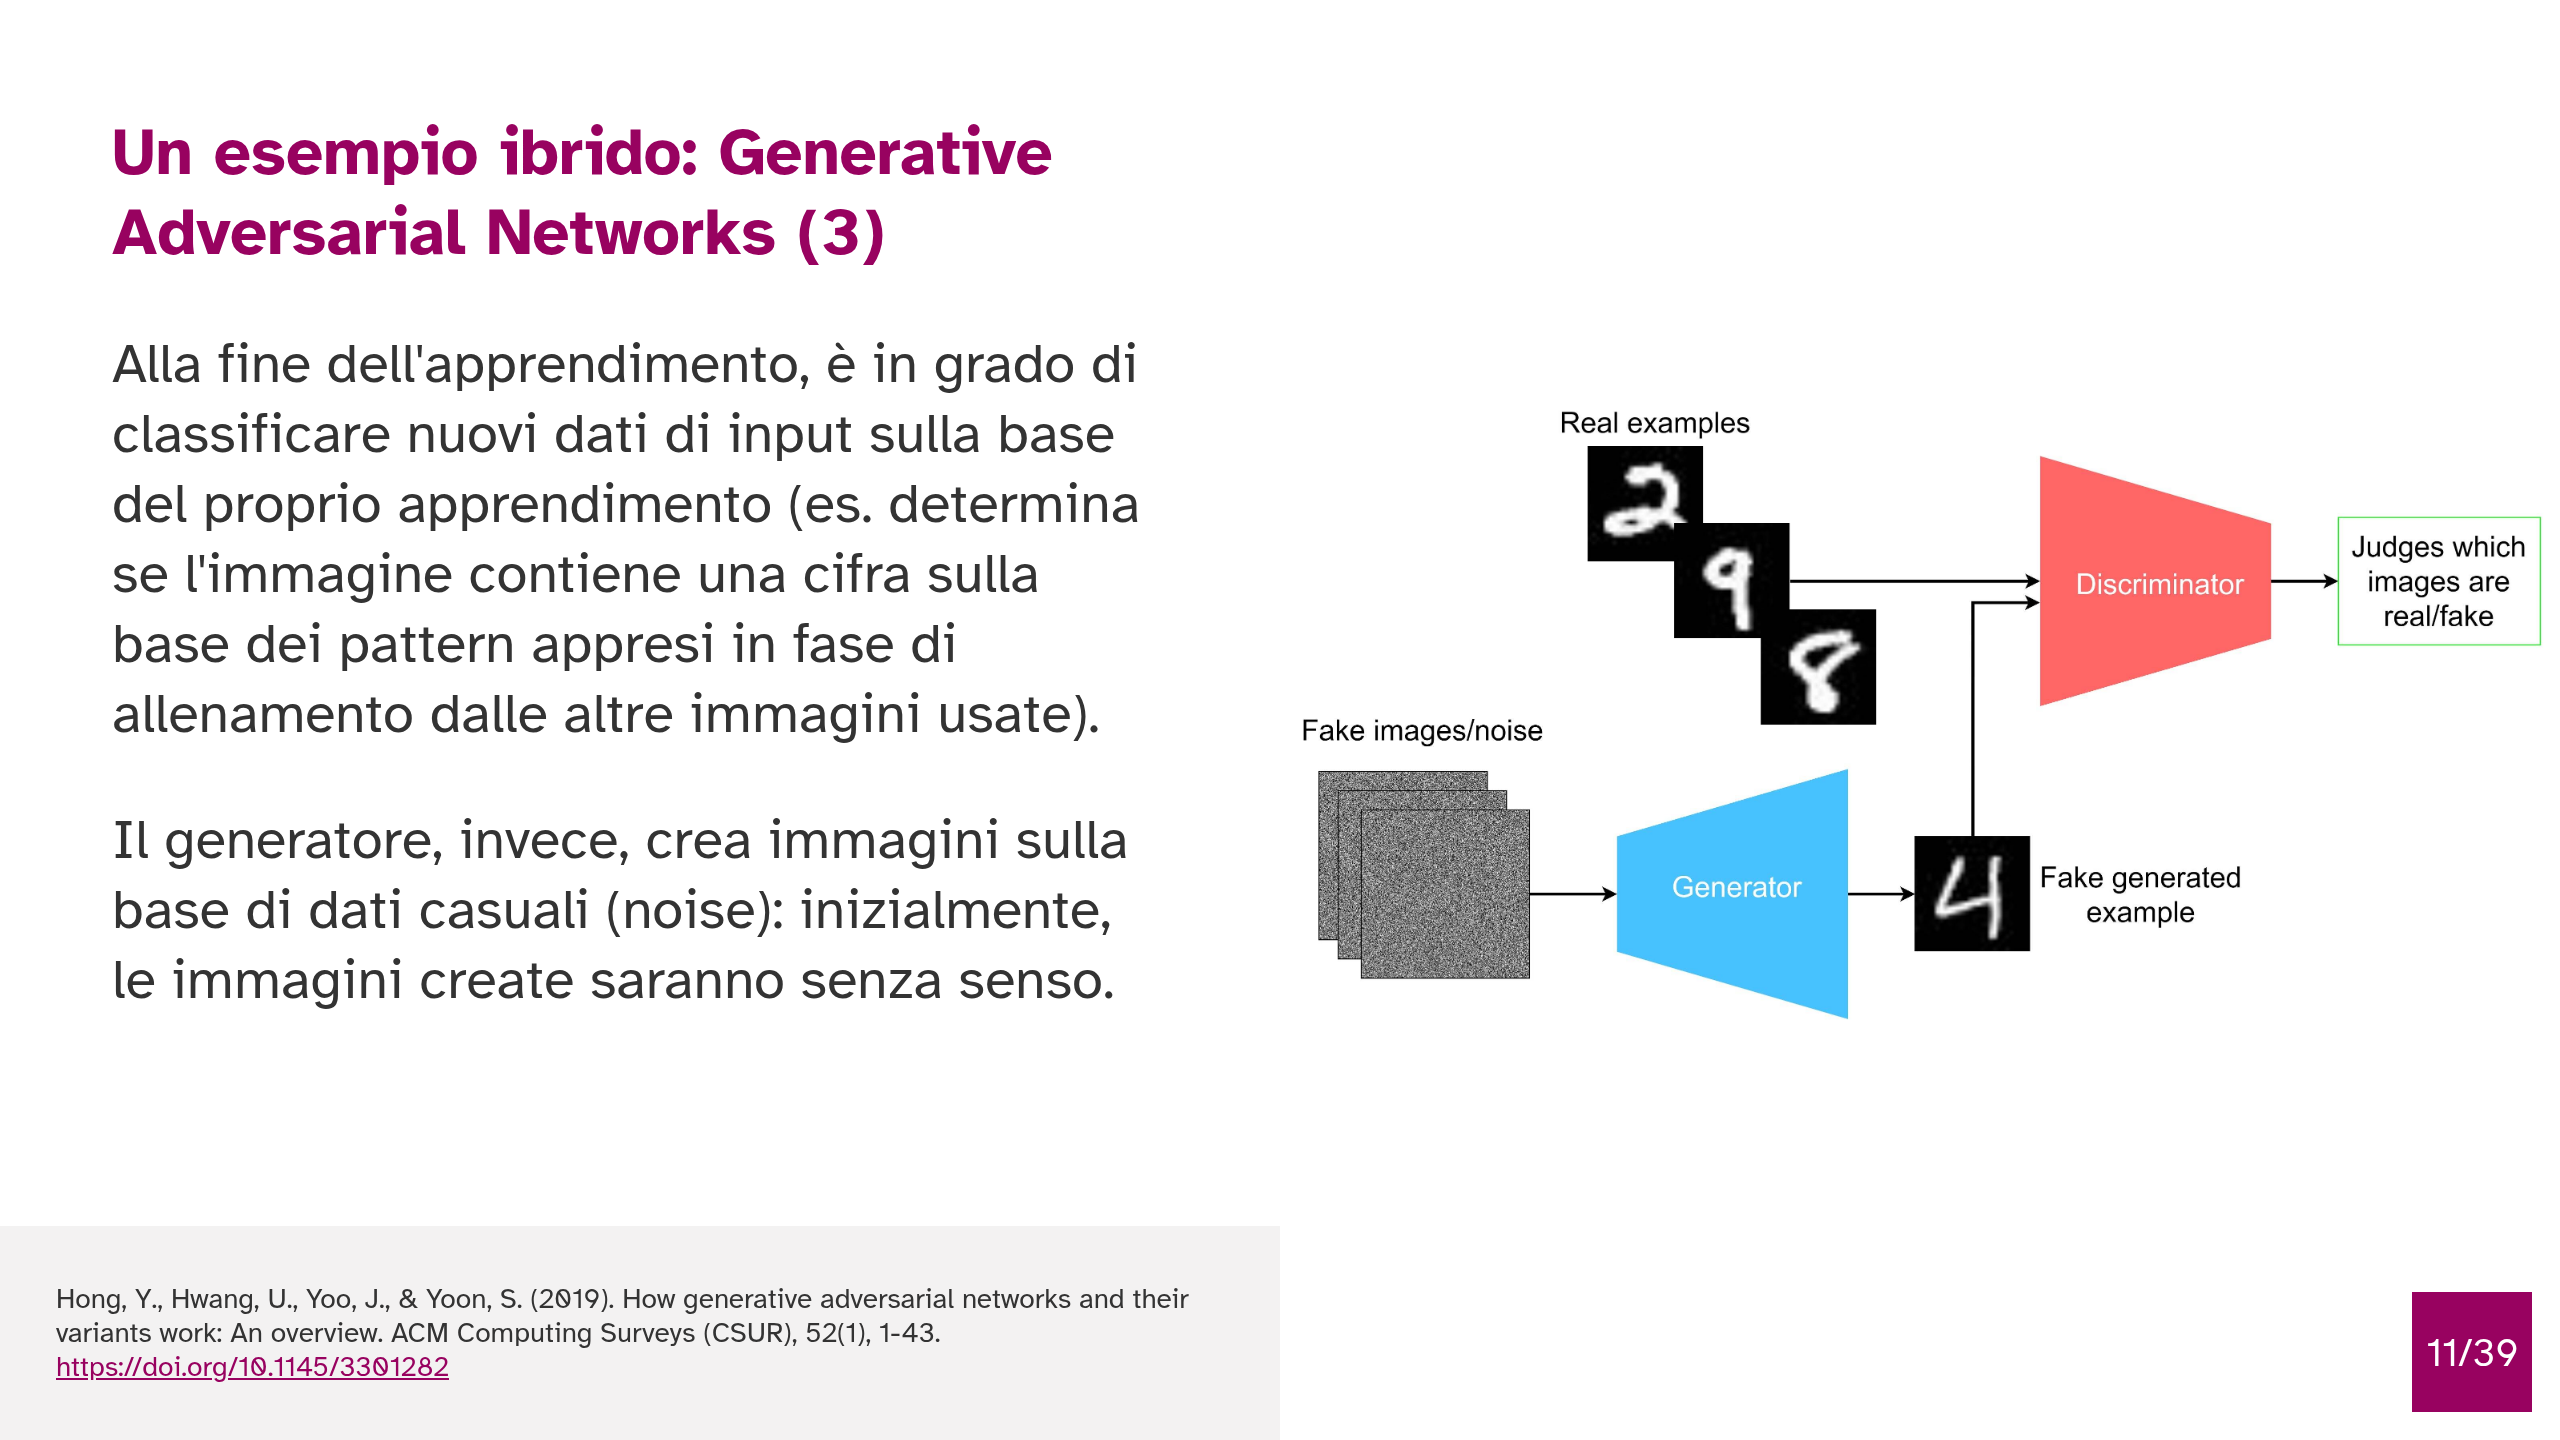 Un esempio ibrido: Generative
Adversarial Networks (3)
Alla fine dell'apprendimento, è in grado di
classificare nuovi dati di input sulla base
del proprio apprendimento (es. determina
se l'immagine contiene una cifra sulla
base dei pattern appresi in fase di
allenamento dalle altre immagini usate).
Il generatore, invece, crea immagini sulla
base di dati casuali (noise): inizialmente,
le immagini create saranno senza senso.
Real examples
2
9
8
Discriminator
Judges which
images are
real/fake
Fake images/noise
Generator
4
Fake generated
example
Hong, Y., Hwang, U., Yoo, J., & Yoon, S. (2019). How generative adversarial networks and their
variants work: An overview. ACM Computing Surveys (CSUR), 52(1), 1-43.
https://doi.org/10.1145/3301282
11/39